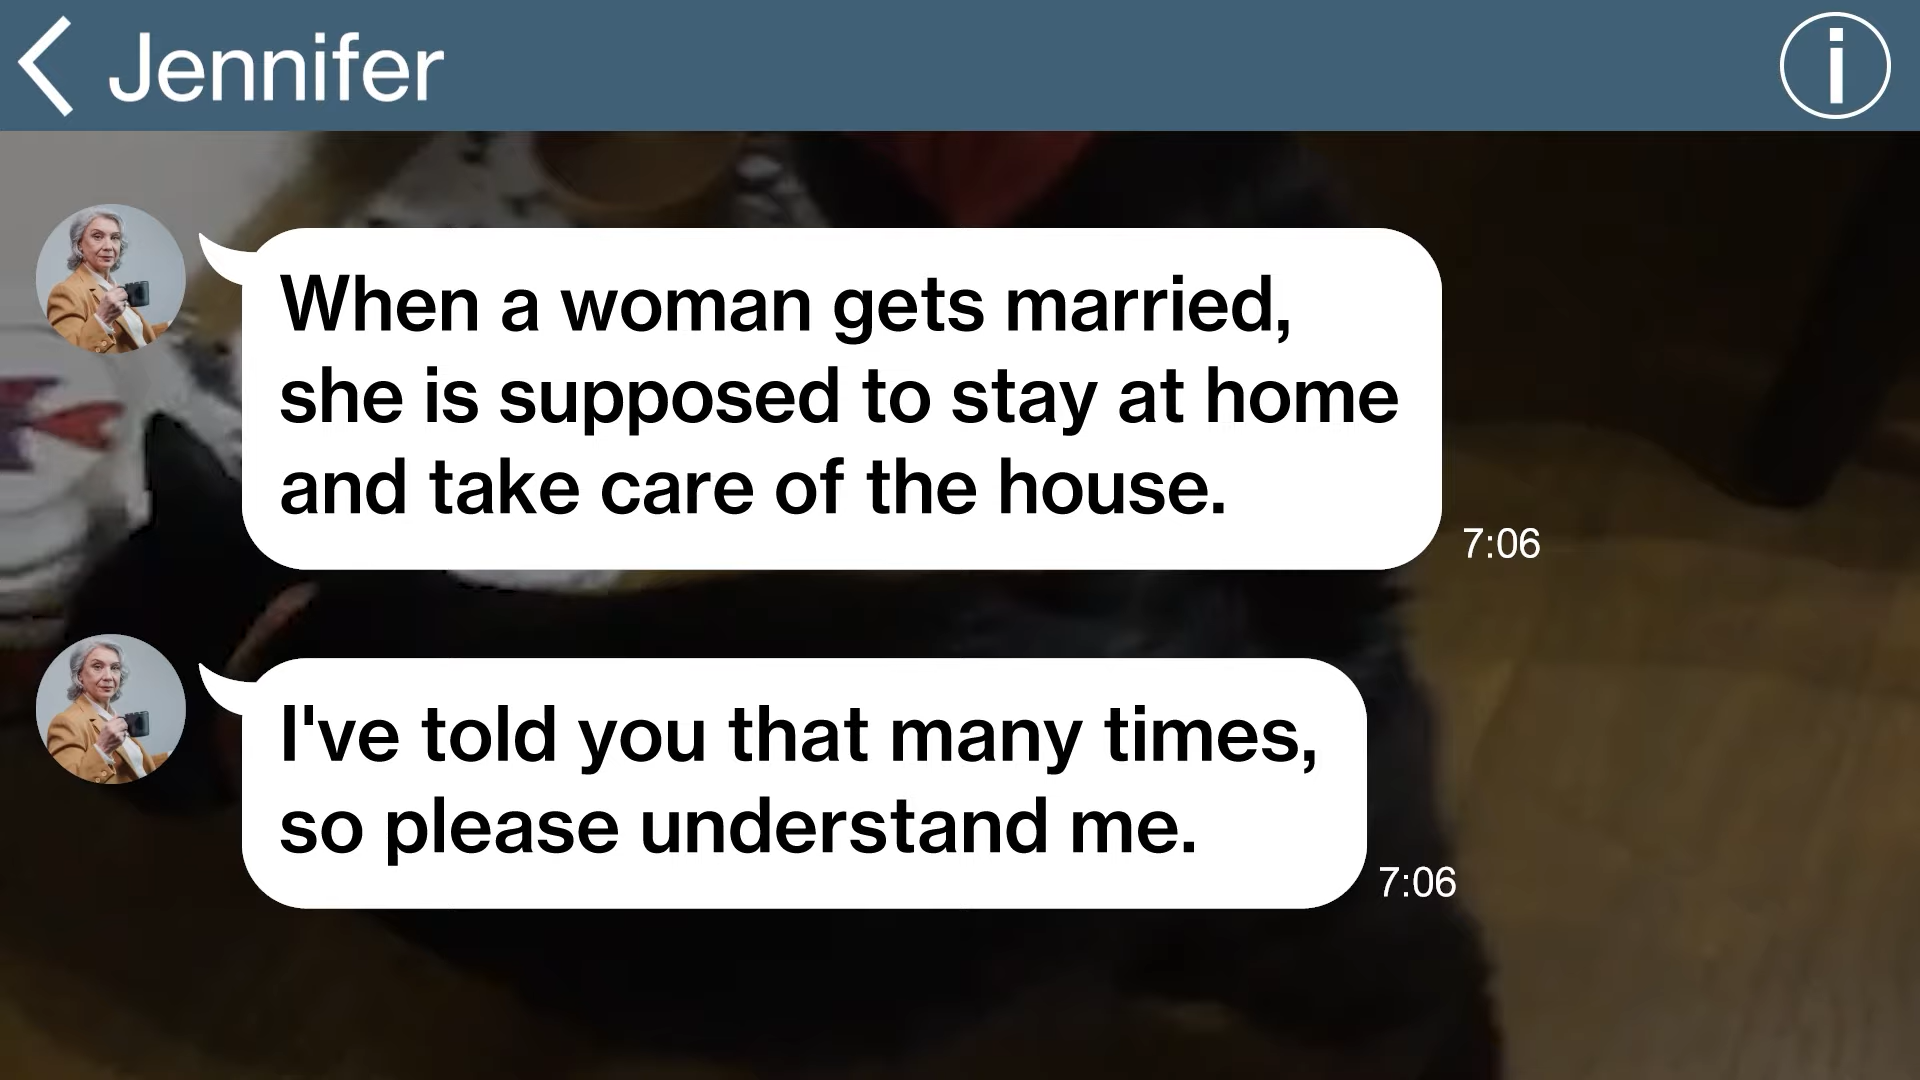 Jennifer
When a woman gets married,
she is supposed to stay at home
and take care of the house.
7:06
I've told you that many times,
so please understand me.
7:06